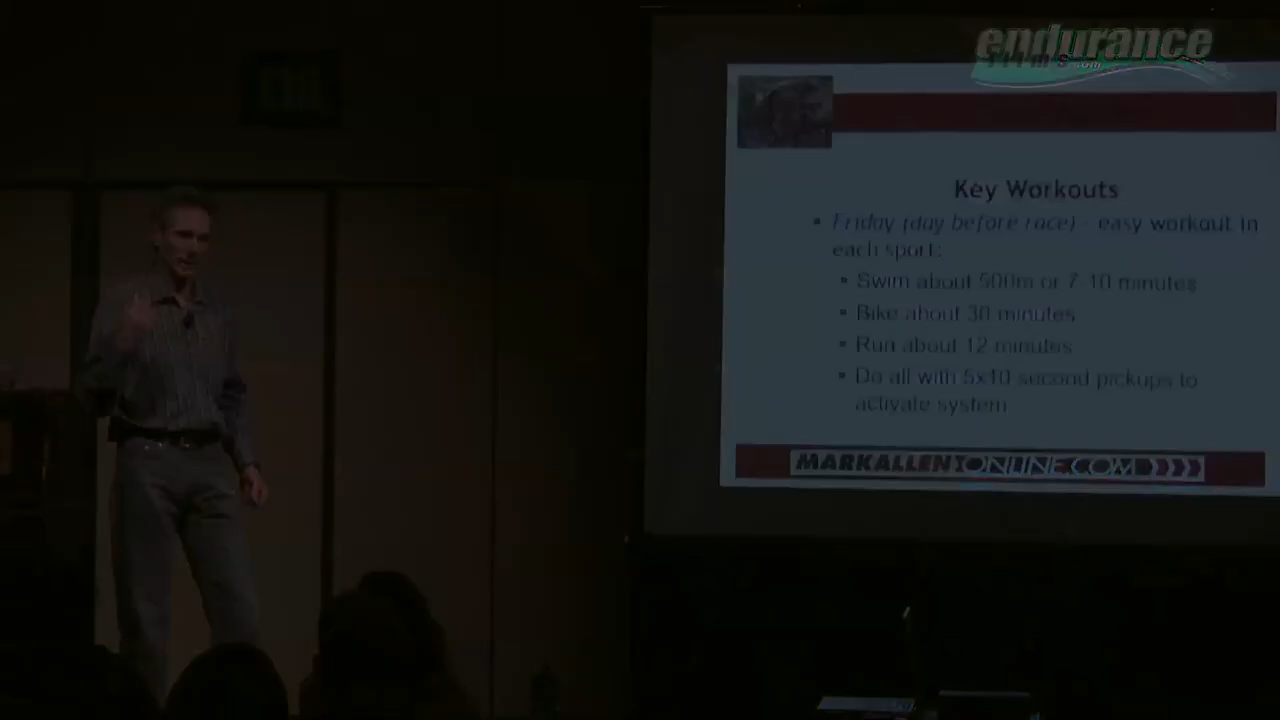 endurance
Key Workouts
• Friday (day before race) - easy workout in
each sport:
• Swim about 500m or 7-10 minutes
• Bike about 30 minutes
• Run about 12 minutes
• Do all with 5x10 second pickups to
activate system
MARKALLENONLINE.COM